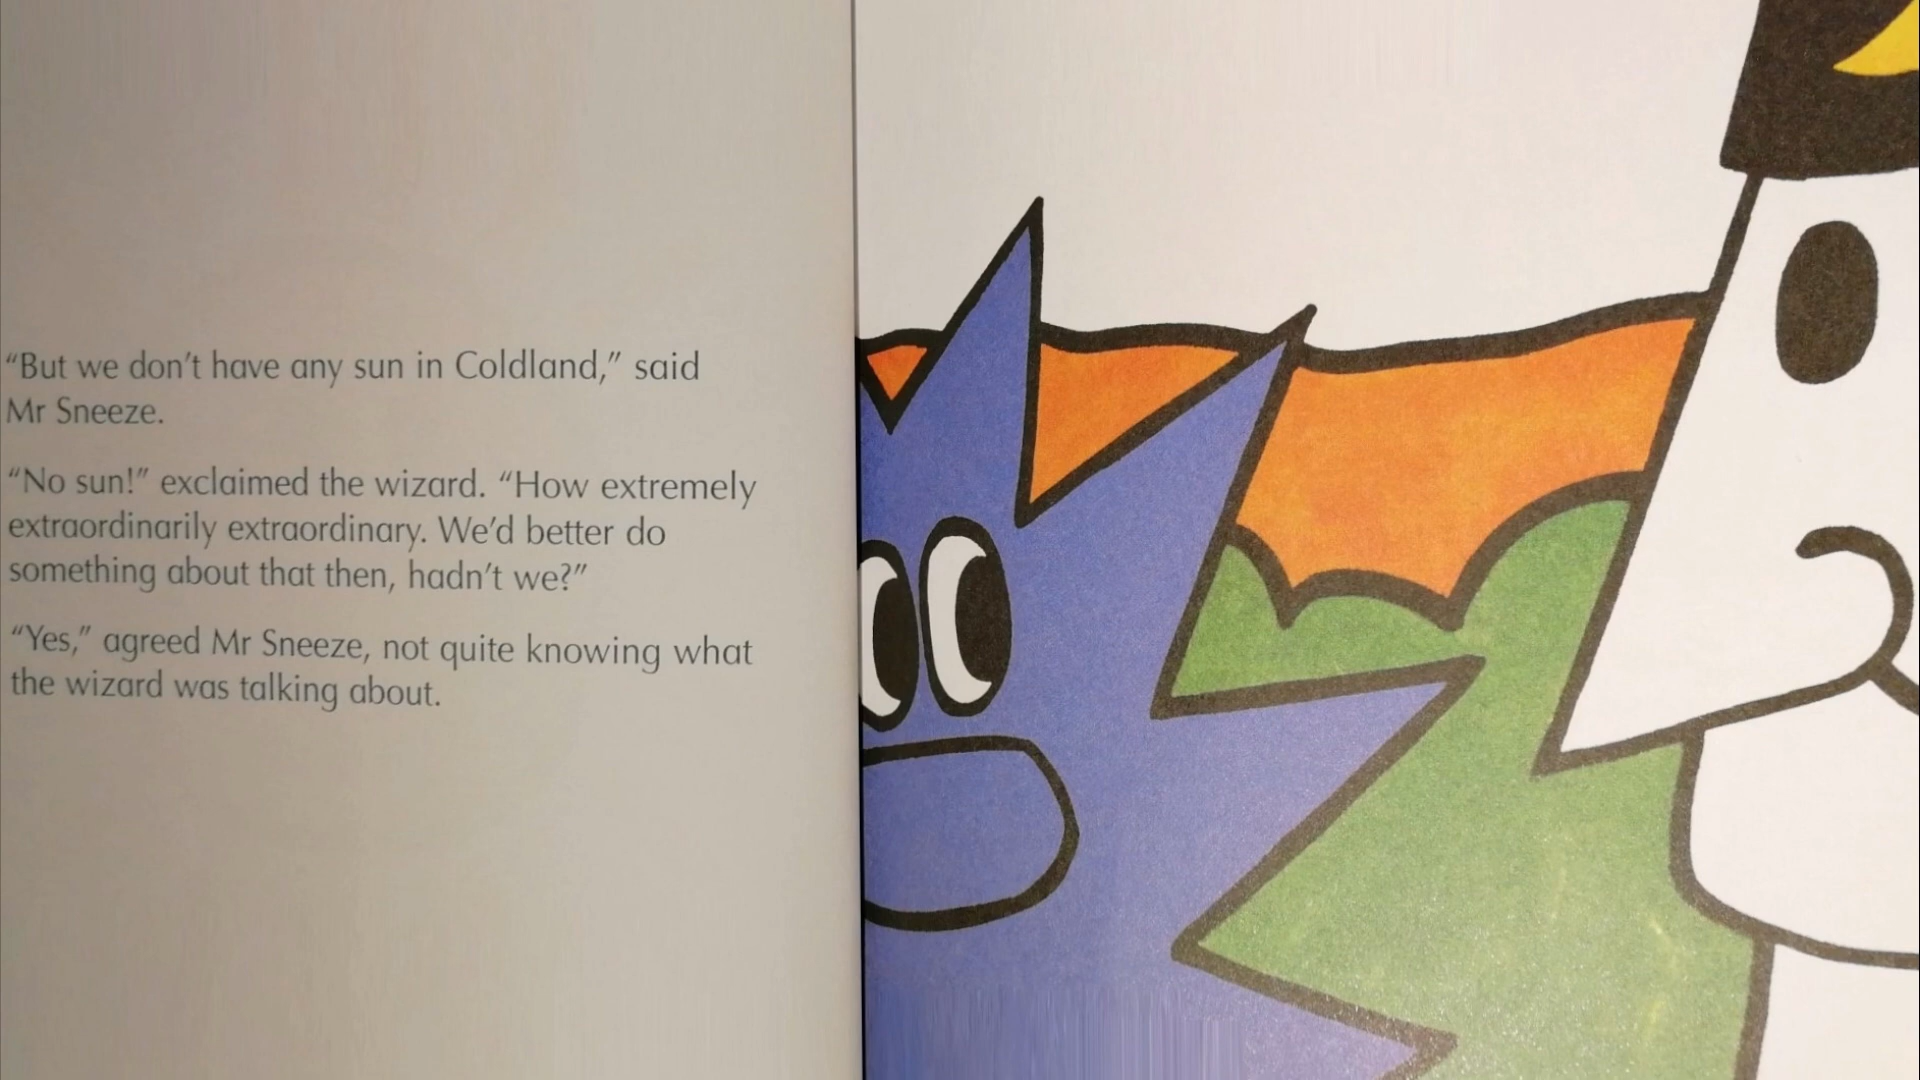 “But we don’t have any sun in Coldland,” said
Mr Sneeze.
“No sun!” exclaimed the wizard. “How extremely
extraordinarily extraordinary. We’d better do
something about that then, hadn’t we?”
“Yes,” agreed Mr Sneeze, not quite knowing what
the wizard was talking about.